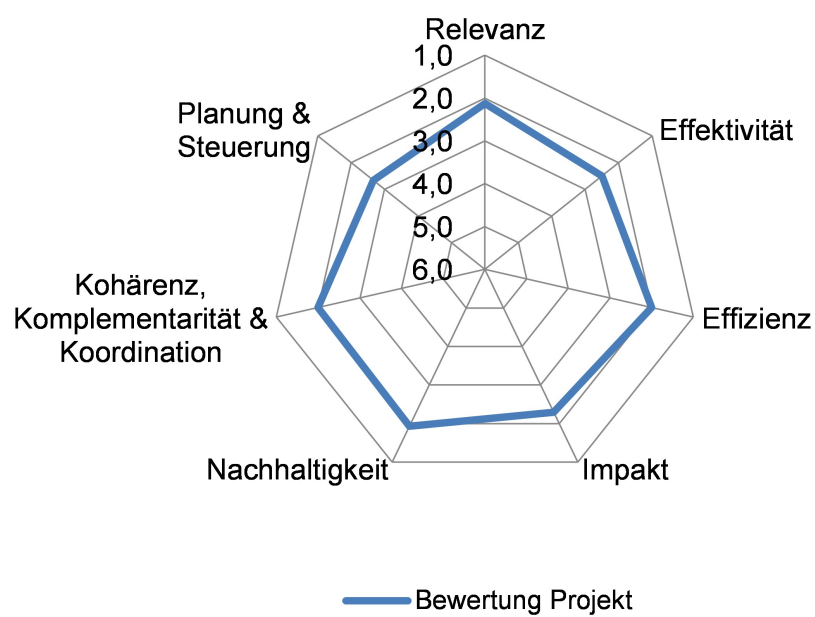 Relevanz
1,0
2,0
3,0
4,0
5,0
6,0
Effektivität
Effizienz
Impakt
Nachhaltigkeit
Kohärenz,
Komplementarität &
Koordination
Planung &
Steuerung
Bewertung Projekt